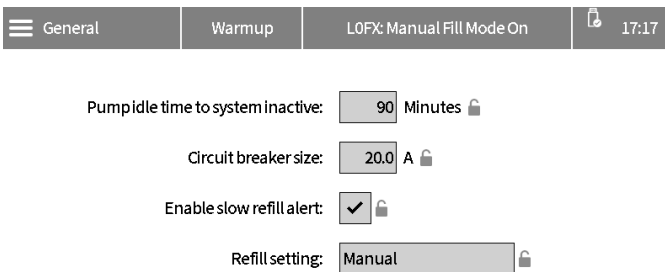 General Warmup L0FX: Manual Fill Mode On 17:17
Pump idle time to system inactive: 90 Minutes
Circuit breaker size: 20.0 A
Enable slow refill alert:
Refill setting: Manual